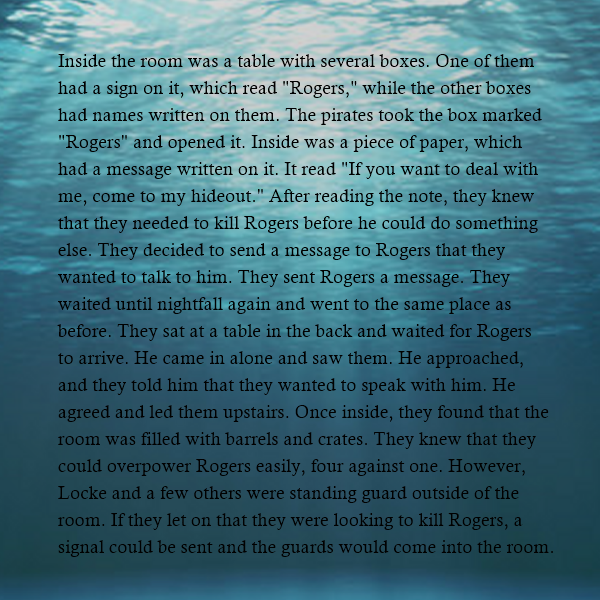 Inside the room was a table with several boxes. One of them
had a sign on it, which read "Rogers," while the other boxes
had names written on them. The pirates took the box marked
"Rogers" and opened it. Inside was a piece of paper, which
had a message written on it. It read "If you want to deal with
me, come to my hideout." After reading the note, they knew
that they needed to kill Rogers before he could do something
else. They decided to send a message to Rogers that they
wanted to talk to him. They sent Rogers a message. They
waited until nightfall again and went to the same place as
before. They sat at a table in the back and waited for Rogers
to arrive. He came in alone and saw them. He approached,
and they told him that they wanted to speak with him. He
agreed and led them upstairs. Once inside, they found that the
room was filled with barrels and crates. They knew that they
could overpower Rogers easily, four against one. However,
Locke and a few others were standing guard outside of the
room. If they let on that they were looking to kill Rogers, a
signal could be sent and the guards would come into the room.